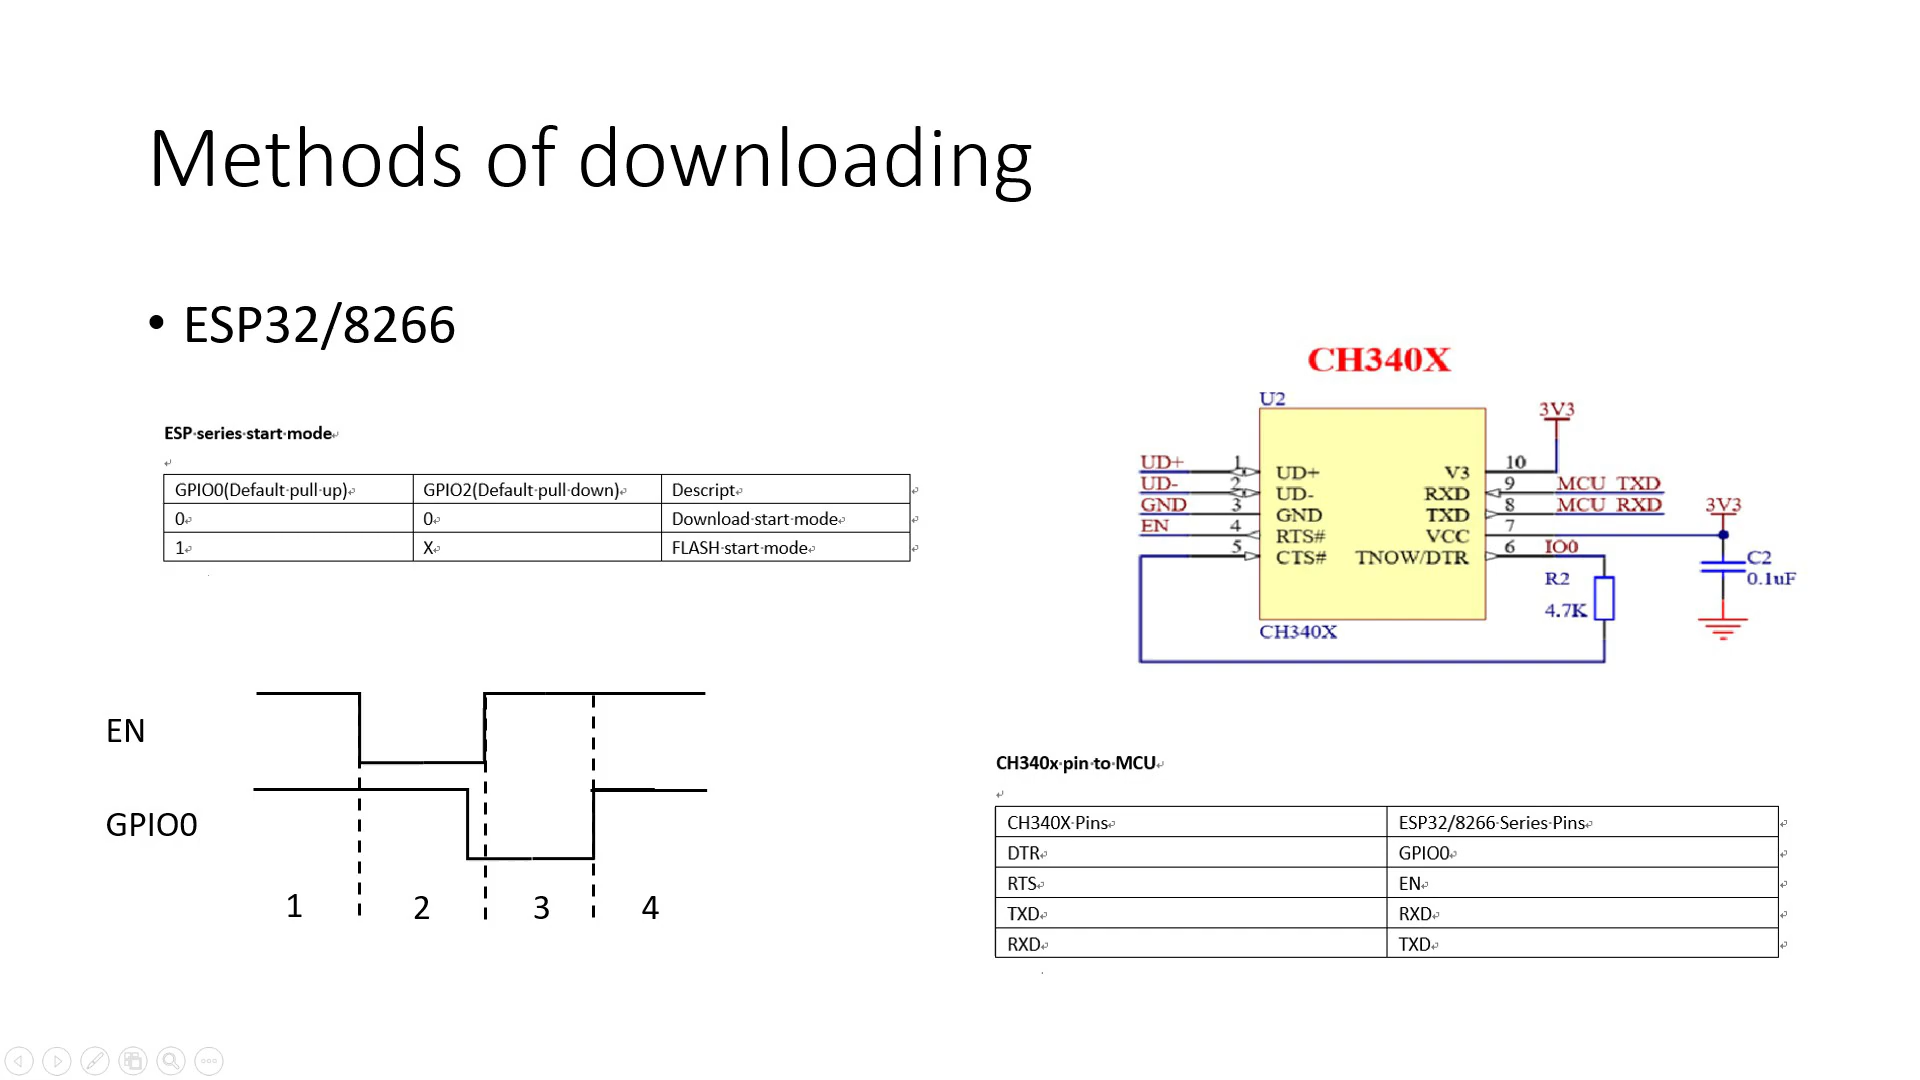 Methods of downloading
• ESP32/8266
ESP series start mode
GPIO0(Default pull-up) GPIO2(Default pull down) Descript
0 0 Download start mode
1 X FLASH start mode
EN
GPIO0
1 2 3 4
CH340X
U2
3V3
UD+ 1 UD+ V3 10
UD- 2 UD- RXD 9 MCU_TXD
GND 3 GND TXD 8 MCU_RXD 3V3
EN 4 RTS# VCC 7
5 CTS# TNOW/DTR 6 IO0
C2
R2 0.1uF
4.7K
CH340X
CH340x pin to MCU
CH340X Pins ESP32/8266 Series Pins
DTR GPIO0
RTS EN
TXD RXD
RXD TXD